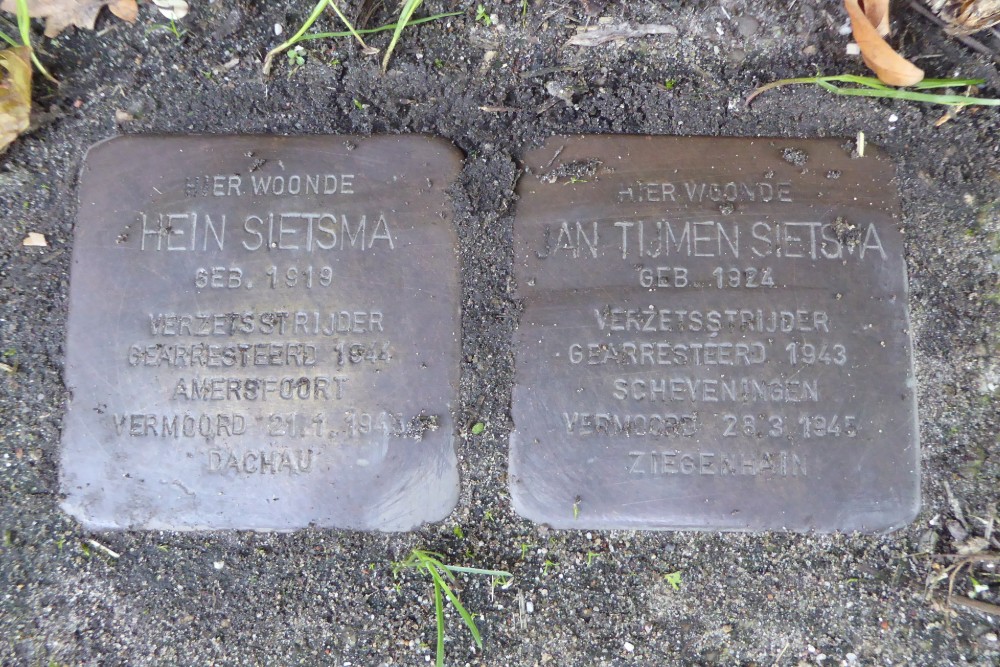 HIER WOONDE
HEIN SIETSMA
GEB. 1919
VERZETSSTRIJDER
GEARRESTEERD 1944
AMERSFOORT
VERMOORD 21.1.1945
DACHAU
HIER WOONDE
JAN TIJMEN SIETSMA
GEB. 1924
VERZETSSTRIJDER
GEARRESTEERD 1943
SCHEVENINGEN
VERMOORD 28.3.1945
ZIEGENHAIN